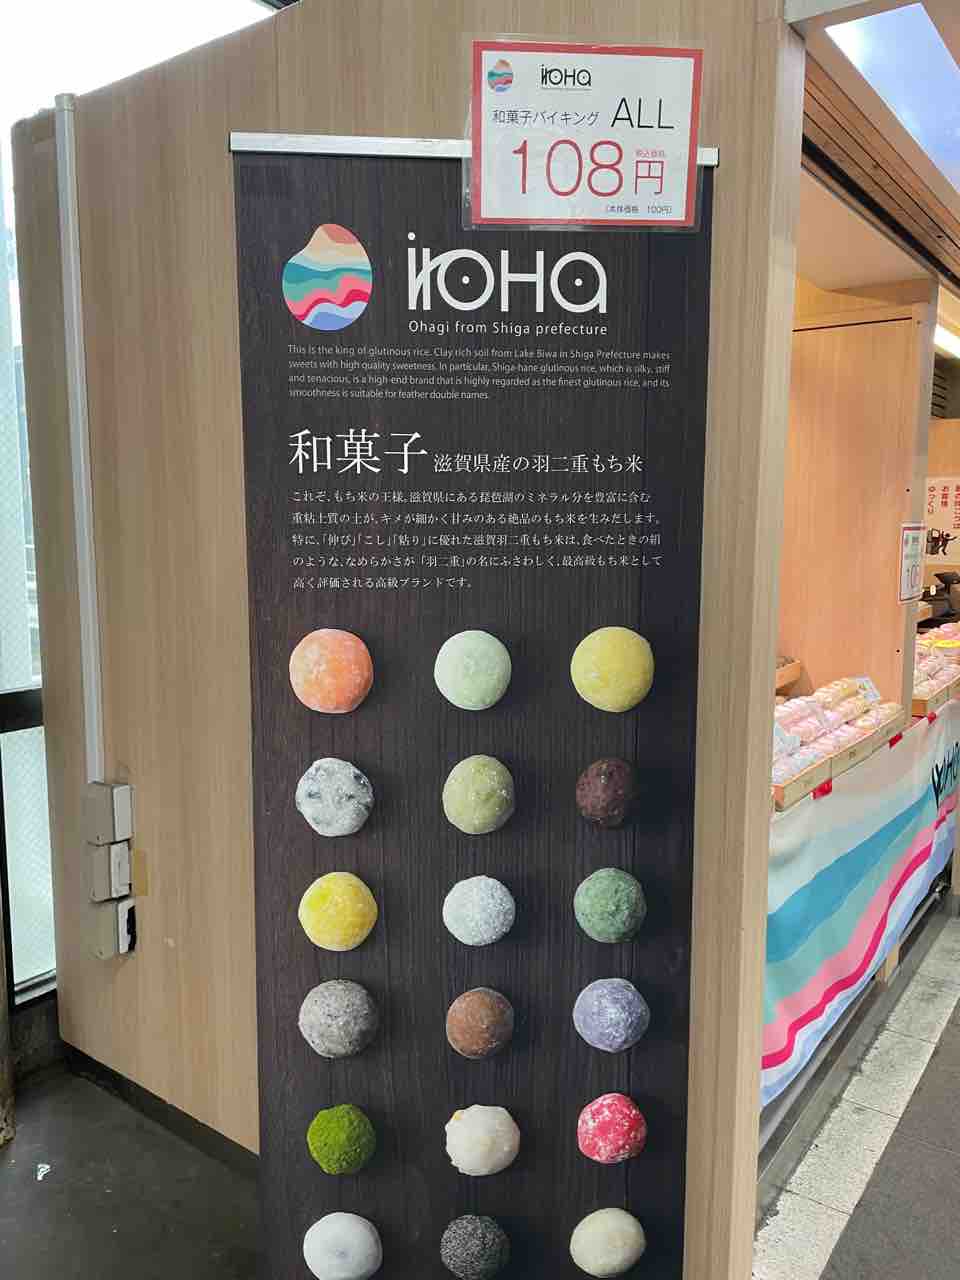 iroHa
和菓子バイキング ALL
108円
税込価格
(本体価格 100円)
iroHa
Ohagi from Shiga prefecture
This is the king of glutinous rice. Clay rich soil from Lake Biwa in Shiga Prefecture makes
sweets with high quality sweetness. In particular, Shiga-hane glutinous rice, which is silky, stiff
and tenacious, is a high-end brand that is highly regarded as the finest glutinous rice, and its
smoothness is suitable for feather double names.
和菓子 滋賀県産の羽二重もち米
これぞ、もち米の王様。滋賀県にある琵琶湖のミネラル分を豊富に含む
重粘土質の土が、キメが細かく甘みのある絶品のもち米を生みだします。
特に、「伸び」「こし」「粘り」に優れた滋賀羽二重もち米は、食べたときの絹
のような、なめらかさが「羽二重」の名にふさわしく、最高級もち米として
高く評価される高級ブランドです。
お客様
ゆっくり